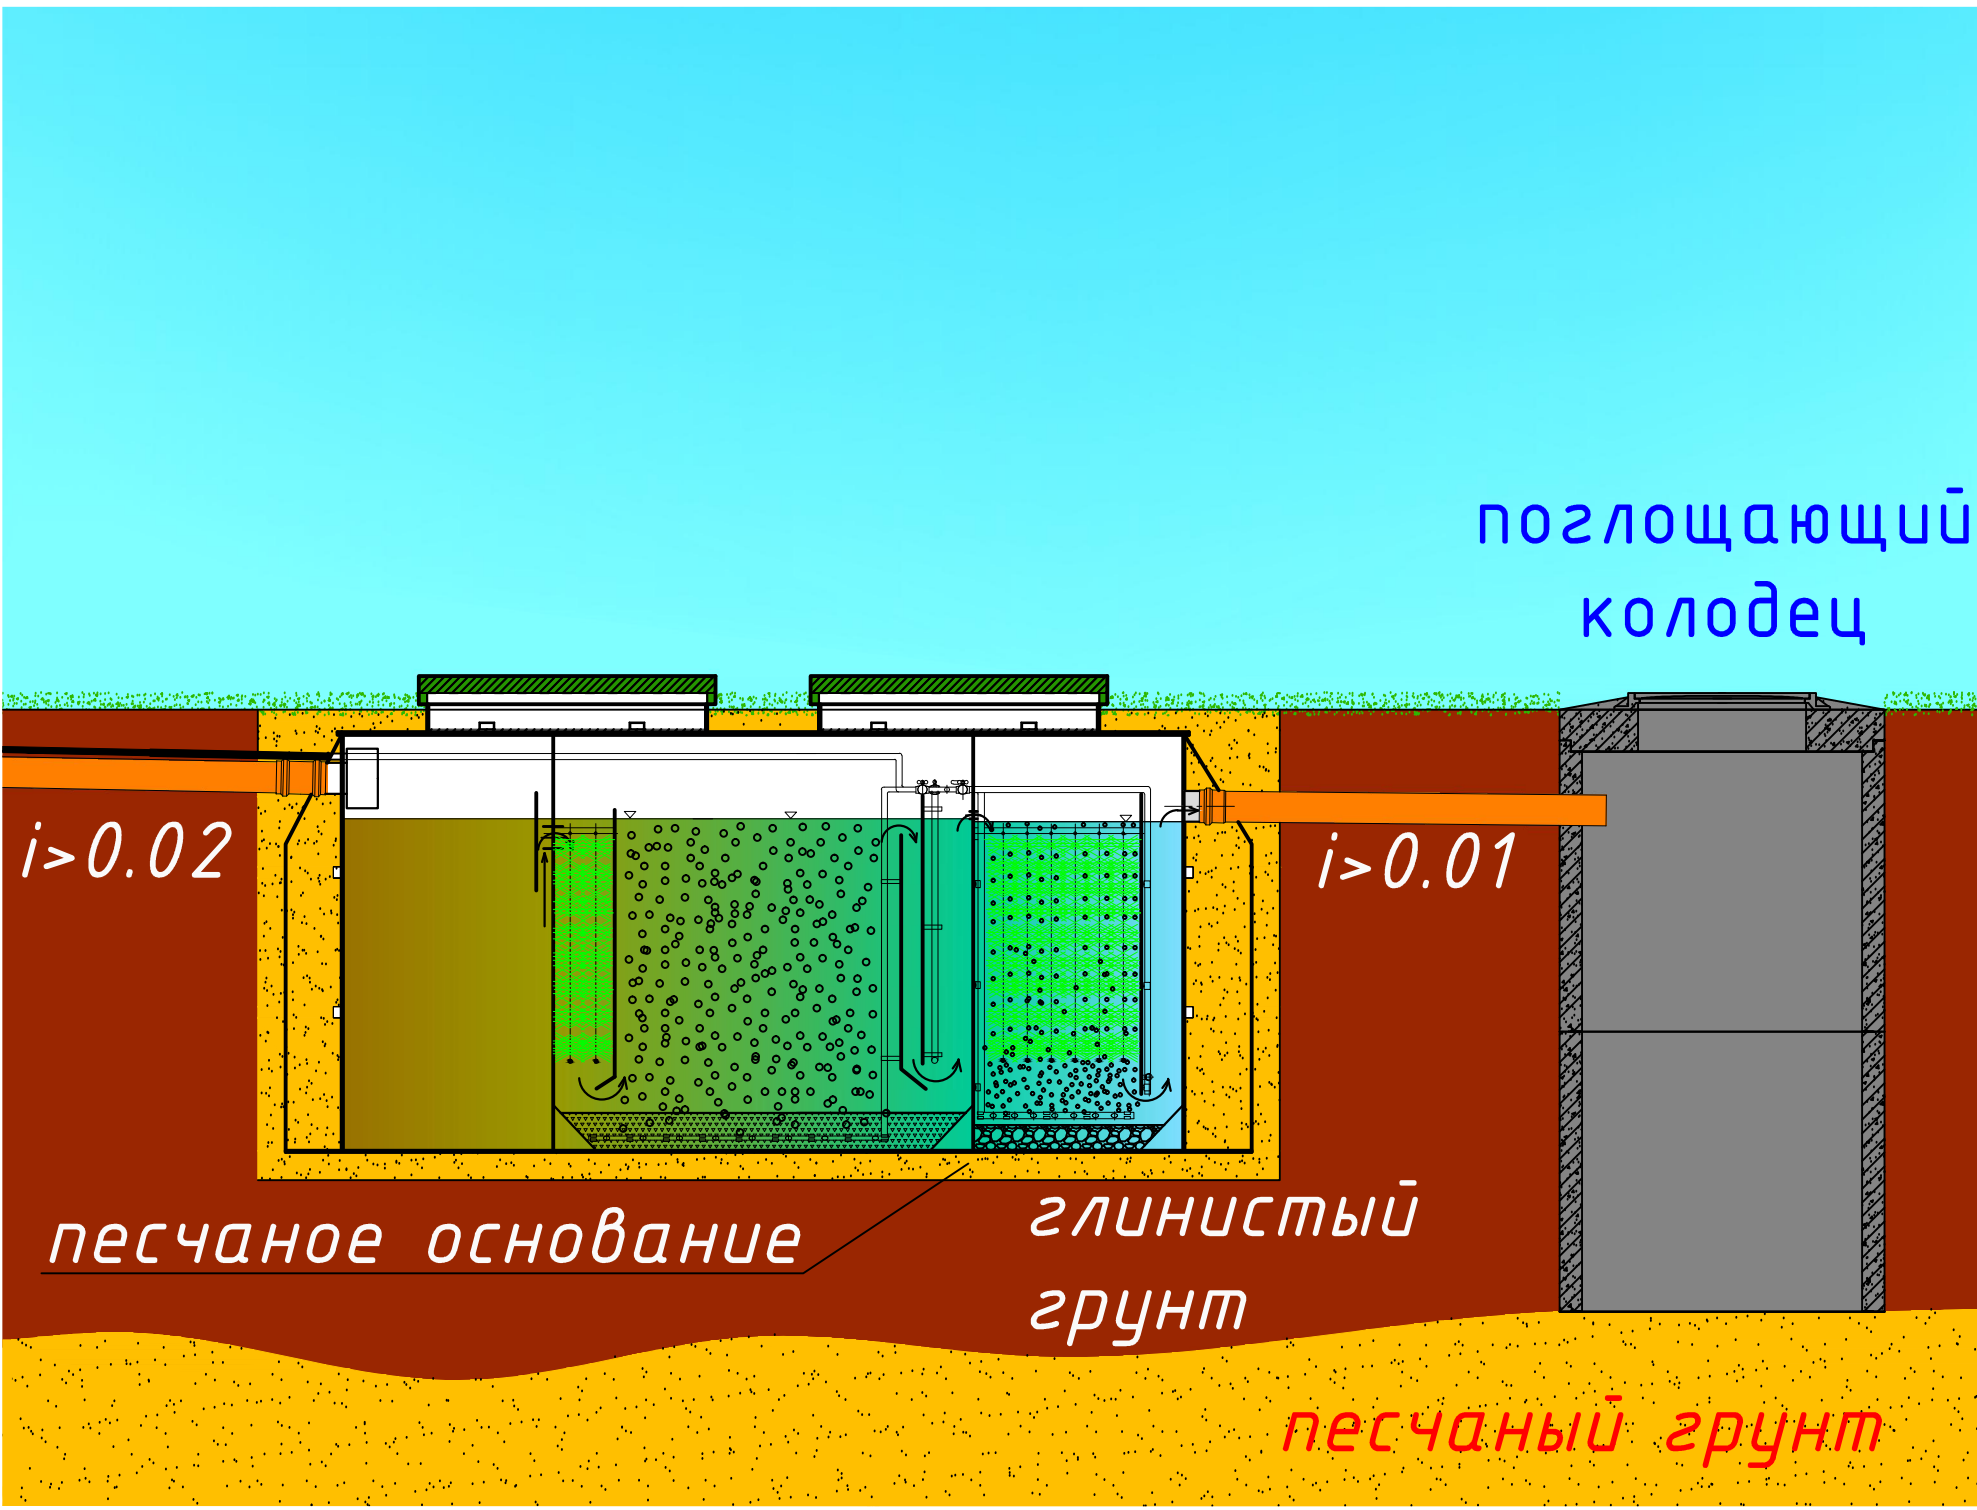 поглощающий
колодец
i>0.02
i>0.01
песчаное основание
глинистый
грунт
песчаный грунт